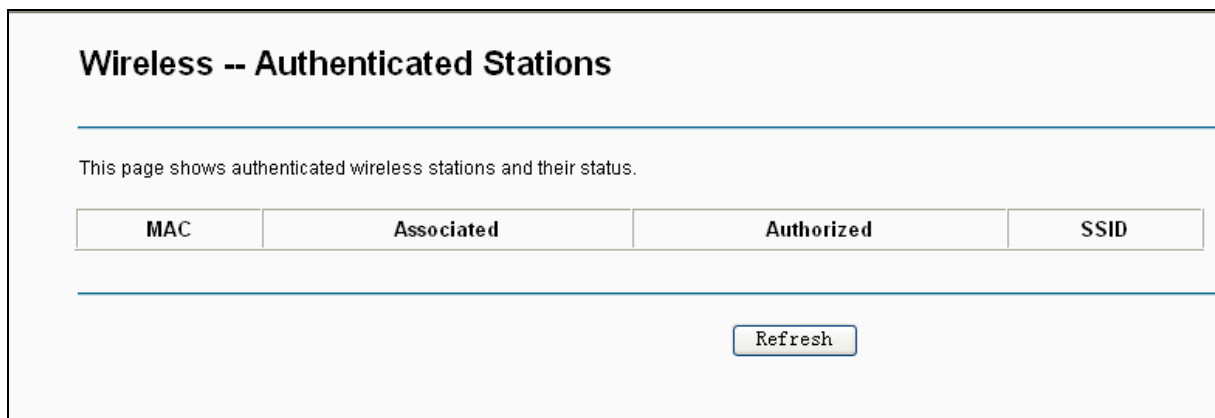 Wireless -- Authenticated Stations
This page shows authenticated wireless stations and their status.
MAC Associated Authorized SSID
Refresh